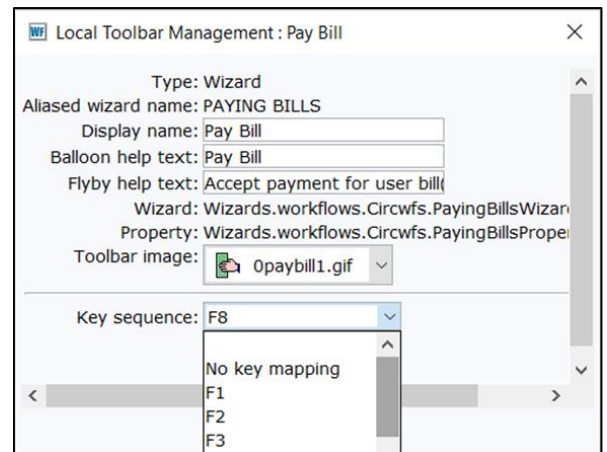 WF Local Toolbar Management : Pay Bill
Type: Wizard
Aliased wizard name: PAYING BILLS
Display name: Pay Bill
Balloon help text: Pay Bill
Flyby help text: Accept payment for user bill(
Wizard: Wizards.workflows.Circwfs.PayingBillsWizar
Property: Wizards.workflows.Circwfs.PayingBillsProper
Toolbar image: 0paybill1.gif
Key sequence: F8
No key mapping
F1
F2
F3